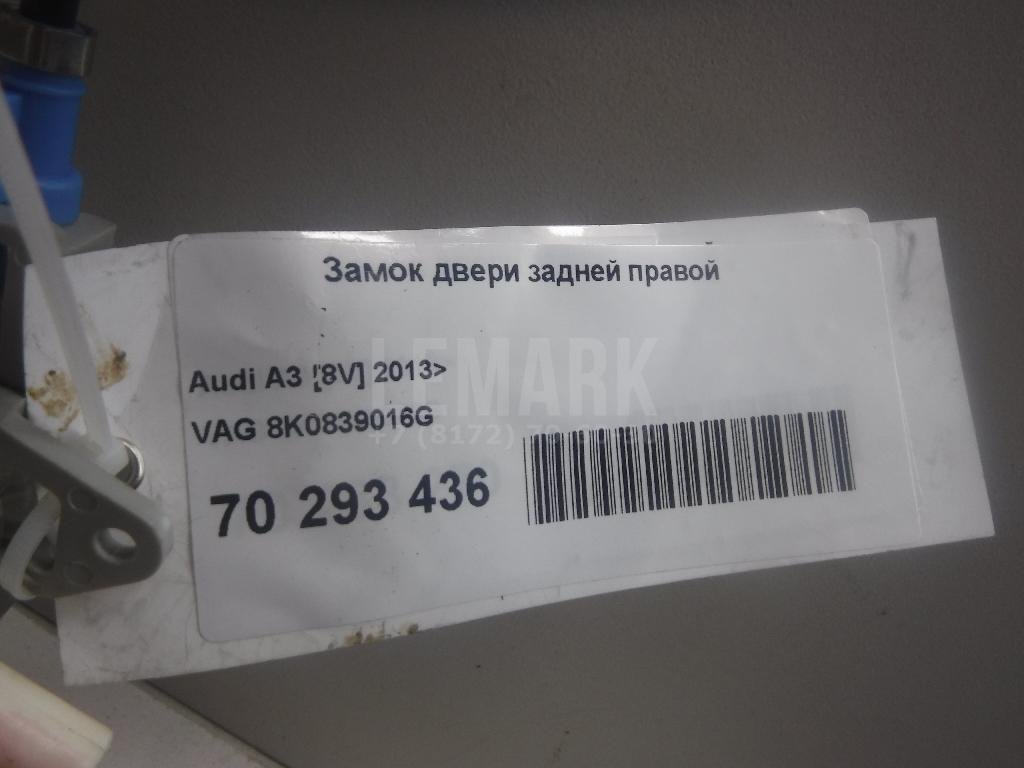 Замок двери задней правой
LEMARK
Audi A3 [8V] 2013>
VAG 8K0839016G
70 293 436